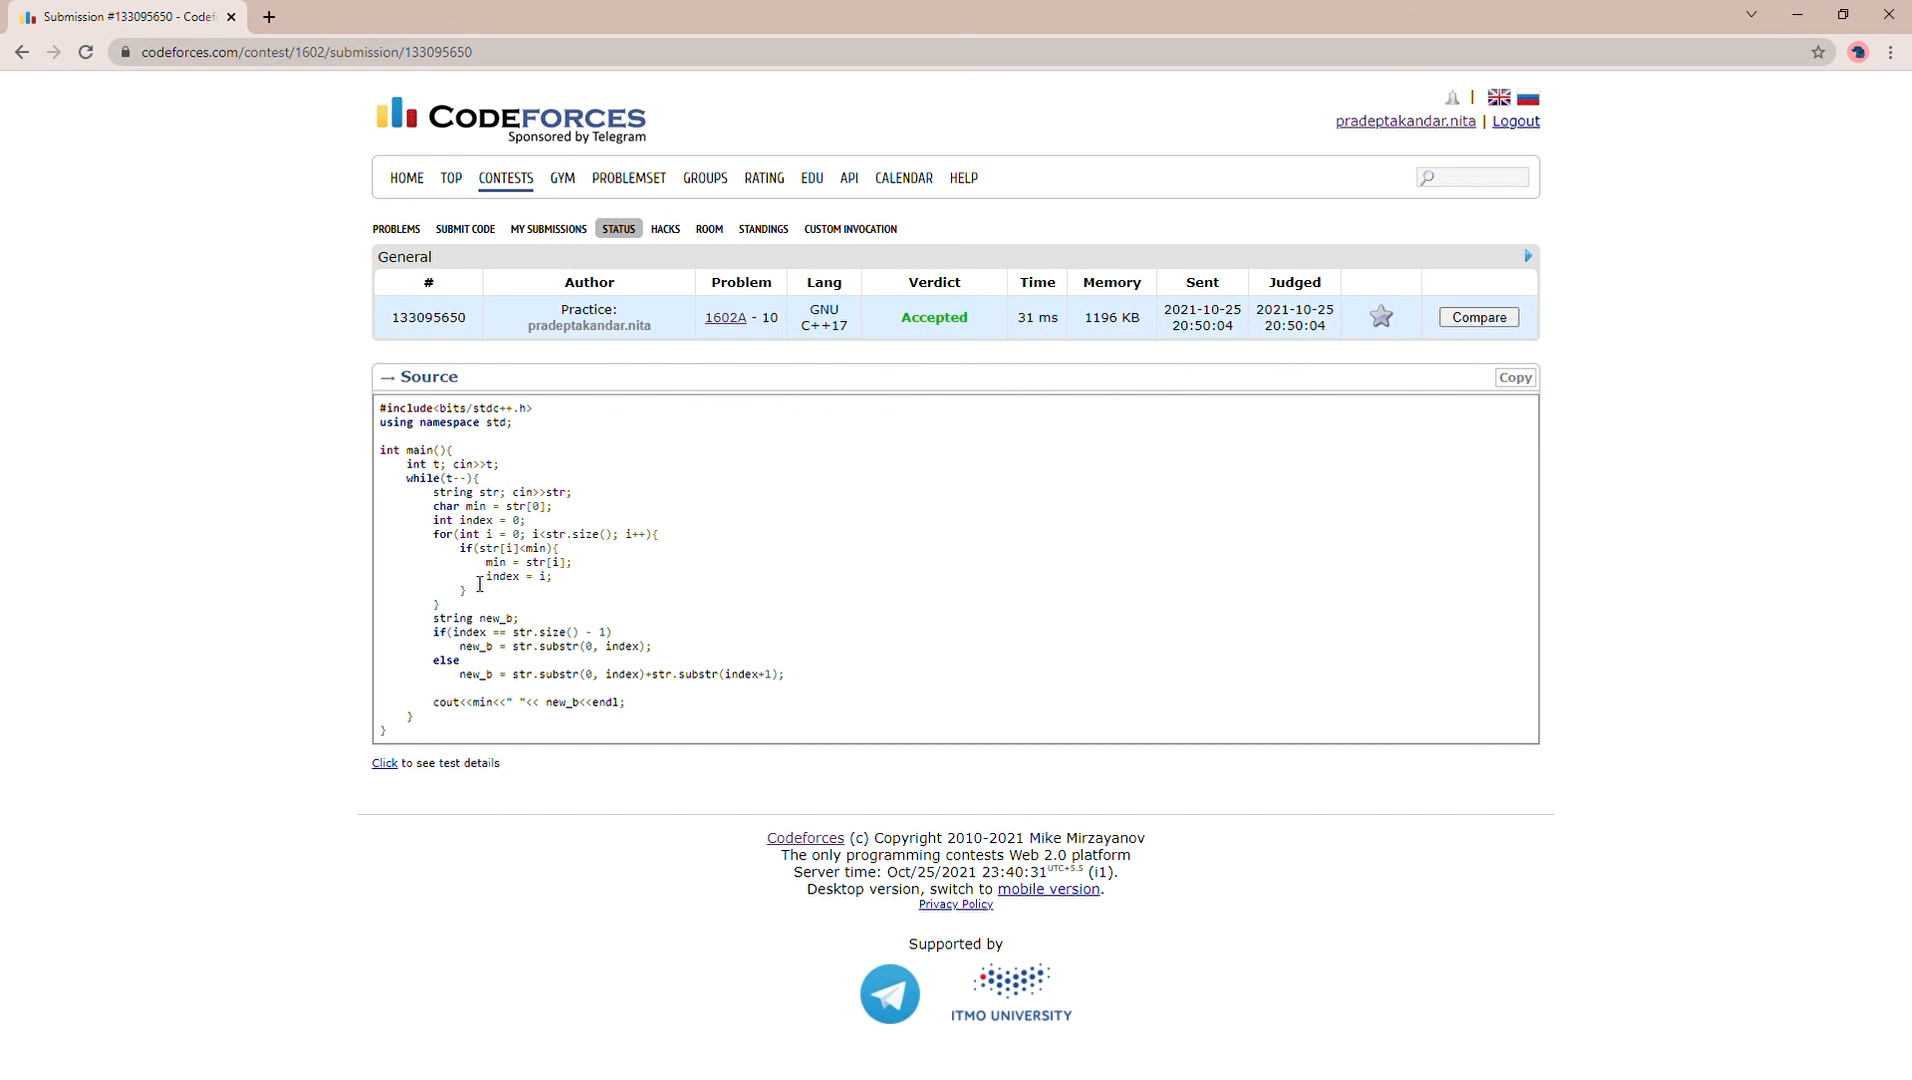 Submission #133095650 - Codef
codeforces.com/contest/1602/submission/133095650
CODEFORCES
Sponsored by Telegram
pradeptakandar.nita | Logout
HOME TOP CONTESTS GYM PROBLEMSET GROUPS RATING EDU API CALENDAR HELP
PROBLEMS SUBMIT CODE MY SUBMISSIONS STATUS HACKS ROOM STANDINGS CUSTOM INVOCATION
General
# Author Problem Lang Verdict Time Memory Sent Judged
133095650 Practice: pradeptakandar.nita 1602A - 10 GNU C++17 Accepted 31 ms 1196 KB 2021-10-25 20:50:04 2021-10-25 20:50:04 Compare
→ Source Copy
#include<bits/stdc++.h>
using namespace std;
int main(){
int t; cin>>t;
while(t--){
string str; cin>>str;
char min = str[0];
int index = 0;
for(int i = 0; i<str.size(); i++){
if(str[i]<min){
min = str[i];
index = i;
}
}
string new_b;
if(index == str.size() - 1)
new_b = str.substr(0, index);
else
new_b = str.substr(0, index)+str.substr(index+1);
cout<<min<<" "<< new_b<<endl;
}
}
Click to see test details
Codeforces (c) Copyright 2010-2021 Mike Mirzayanov
The only programming contests Web 2.0 platform
Server time: Oct/25/2021 23:40:31 UTC+5.5 (i1).
Desktop version, switch to mobile version.
Privacy Policy
Supported by
ITMO UNIVERSITY